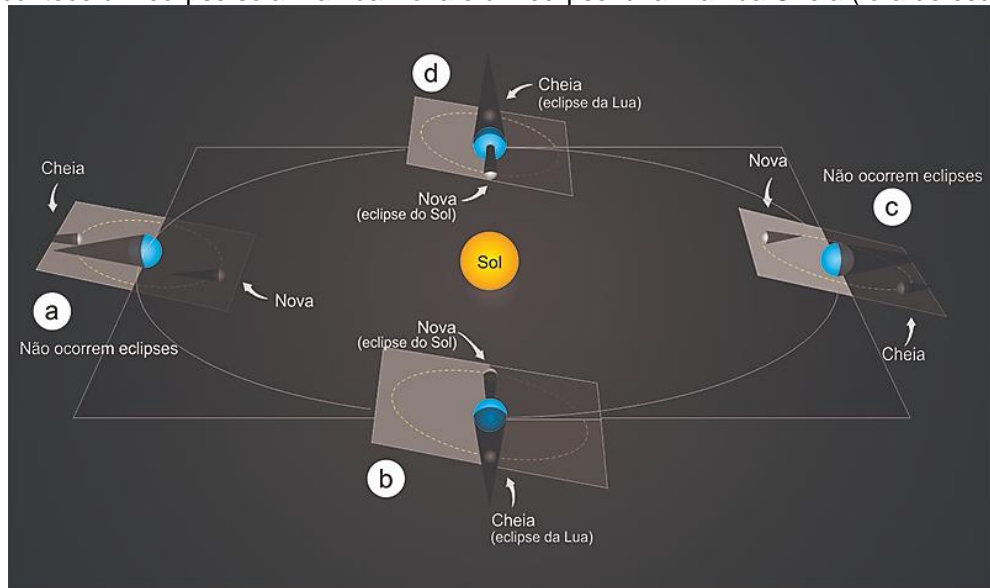 d
Cheia
(eclipse da Lua)
Cheia
Nova
Não ocorrem eclipses
c
Nova
(eclipse do Sol)
Sol
Nova
a
Não ocorrem eclipses
Nova
(eclipse do Sol)
Cheia
b
Cheia
(eclipse da Lua)